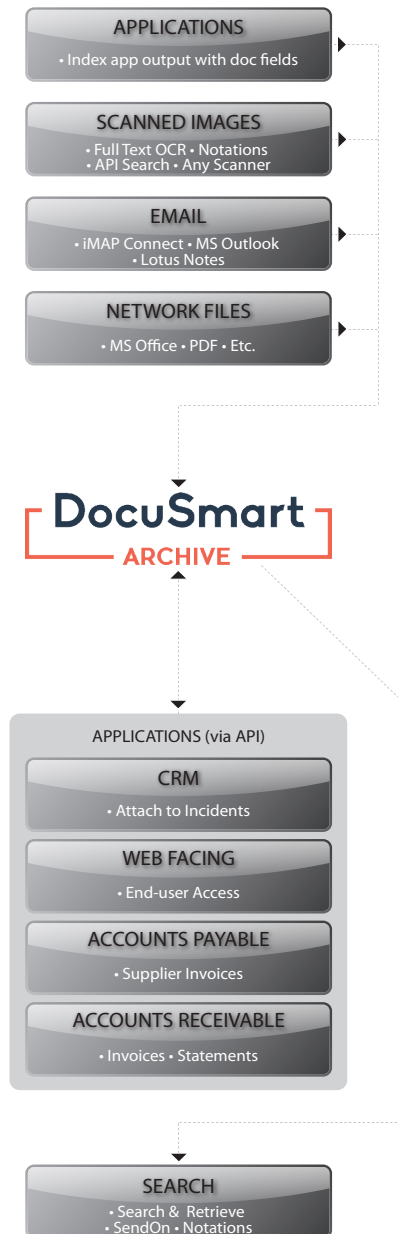 APPLICATIONS
• Index app output with doc fields
SCANNED IMAGES
• Full Text OCR • Notations
• API Search • Any Scanner
EMAIL
• iMAP Connect • MS Outlook
• Lotus Notes
NETWORK FILES
• MS Office • PDF • Etc.
DocuSmart
ARCHIVE
APPLICATIONS (via API)
CRM
• Attach to Incidents
WEB FACING
• End-user Access
ACCOUNTS PAYABLE
• Supplier Invoices
ACCOUNTS RECEIVABLE
• Invoices • Statements
SEARCH
• Search & Retrieve
• SendOn • Notations